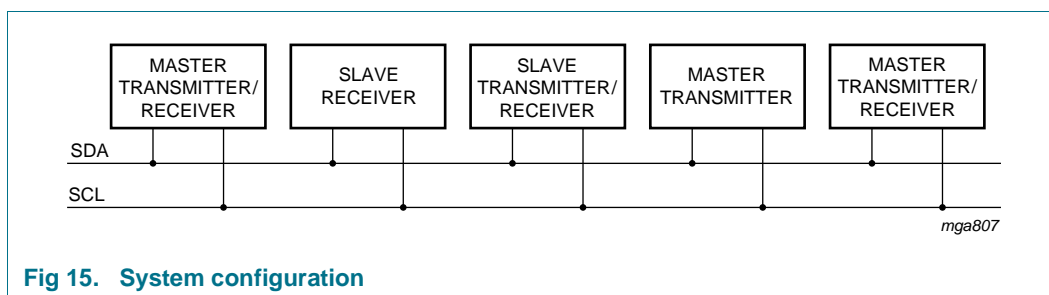 MASTER
TRANSMITTER/
RECEIVER
SLAVE
RECEIVER
SLAVE
TRANSMITTER/
RECEIVER
MASTER
TRANSMITTER
MASTER
TRANSMITTER/
RECEIVER
SDA
SCL
mga807
Fig 15. System configuration